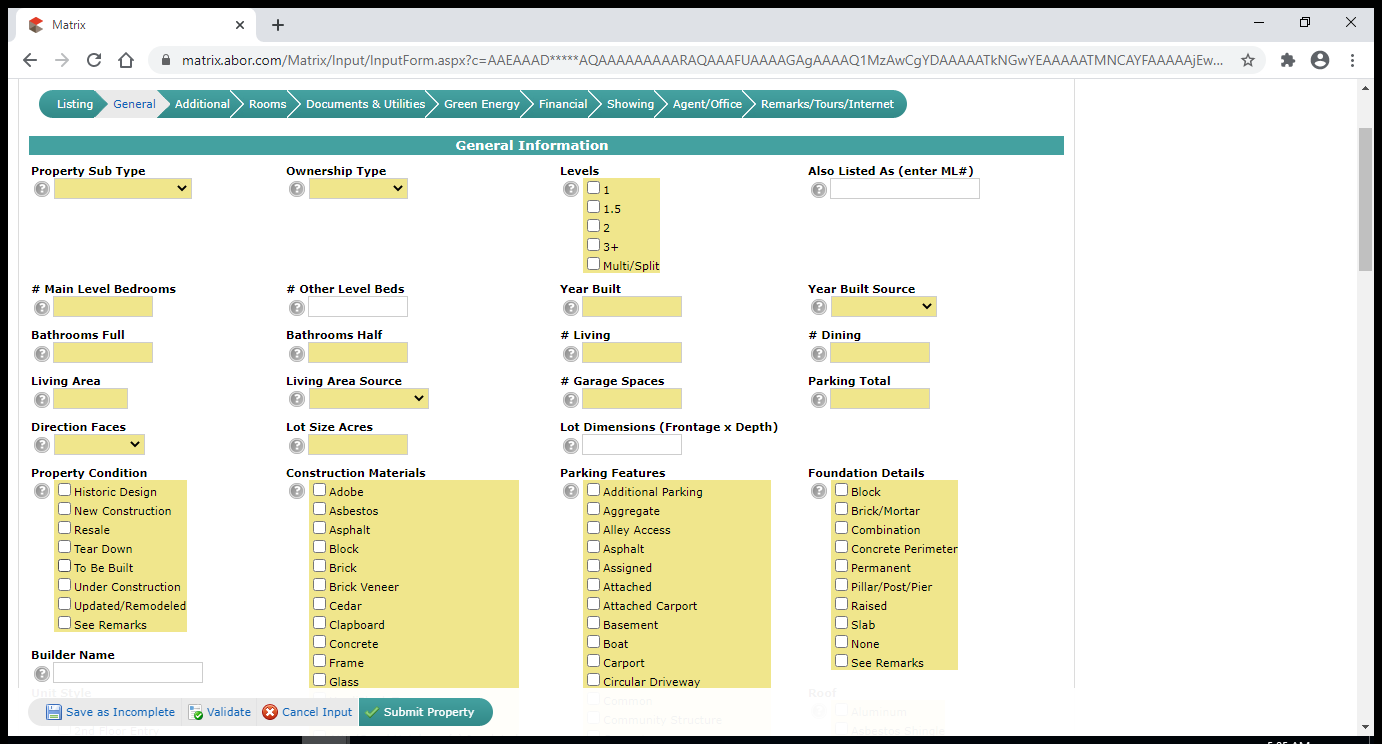 Matrix
matrix.abor.com/Matrix/Input/InputForm.aspx?c=AAEAAAD*****AQAAAAAAAAARAQAAAFUAAAAGAgAAAAQ1MzAwCgYDAAAAATkNGwYEAAAAATMNCAYFAAAAAjEw...
Listing General Additional Rooms Documents & Utilities Green Energy Financial Showing Agent/Office Remarks/Tours/Internet
General Information
Property Sub Type Ownership Type Levels Also Listed As (enter ML#)
1
1.5
2
3+
Multi/Split
# Main Level Bedrooms # Other Level Beds Year Built Year Built Source
Bathrooms Full Bathrooms Half # Living # Dining
Living Area Living Area Source # Garage Spaces Parking Total
Direction Faces Lot Size Acres Lot Dimensions (Frontage x Depth)
Property Condition Construction Materials Parking Features Foundation Details
Historic Design Adobe Additional Parking Block
New Construction Asbestos Aggregate Brick/Mortar
Resale Asphalt Alley Access Combination
Tear Down Block Asphalt Concrete Perimeter
To Be Built Brick Assigned Permanent
Under Construction Brick Veneer Attached Pillar/Post/Pier
Updated/Remodeled Cedar Attached Carport Raised
See Remarks Clapboard Basement Slab
Concrete Boat None
Builder Name Frame Carport See Remarks
Glass Circular Driveway
Unit Style Roof
Common Aluminum
Save as Incomplete Validate Cancel Input Submit Property
Community Structure